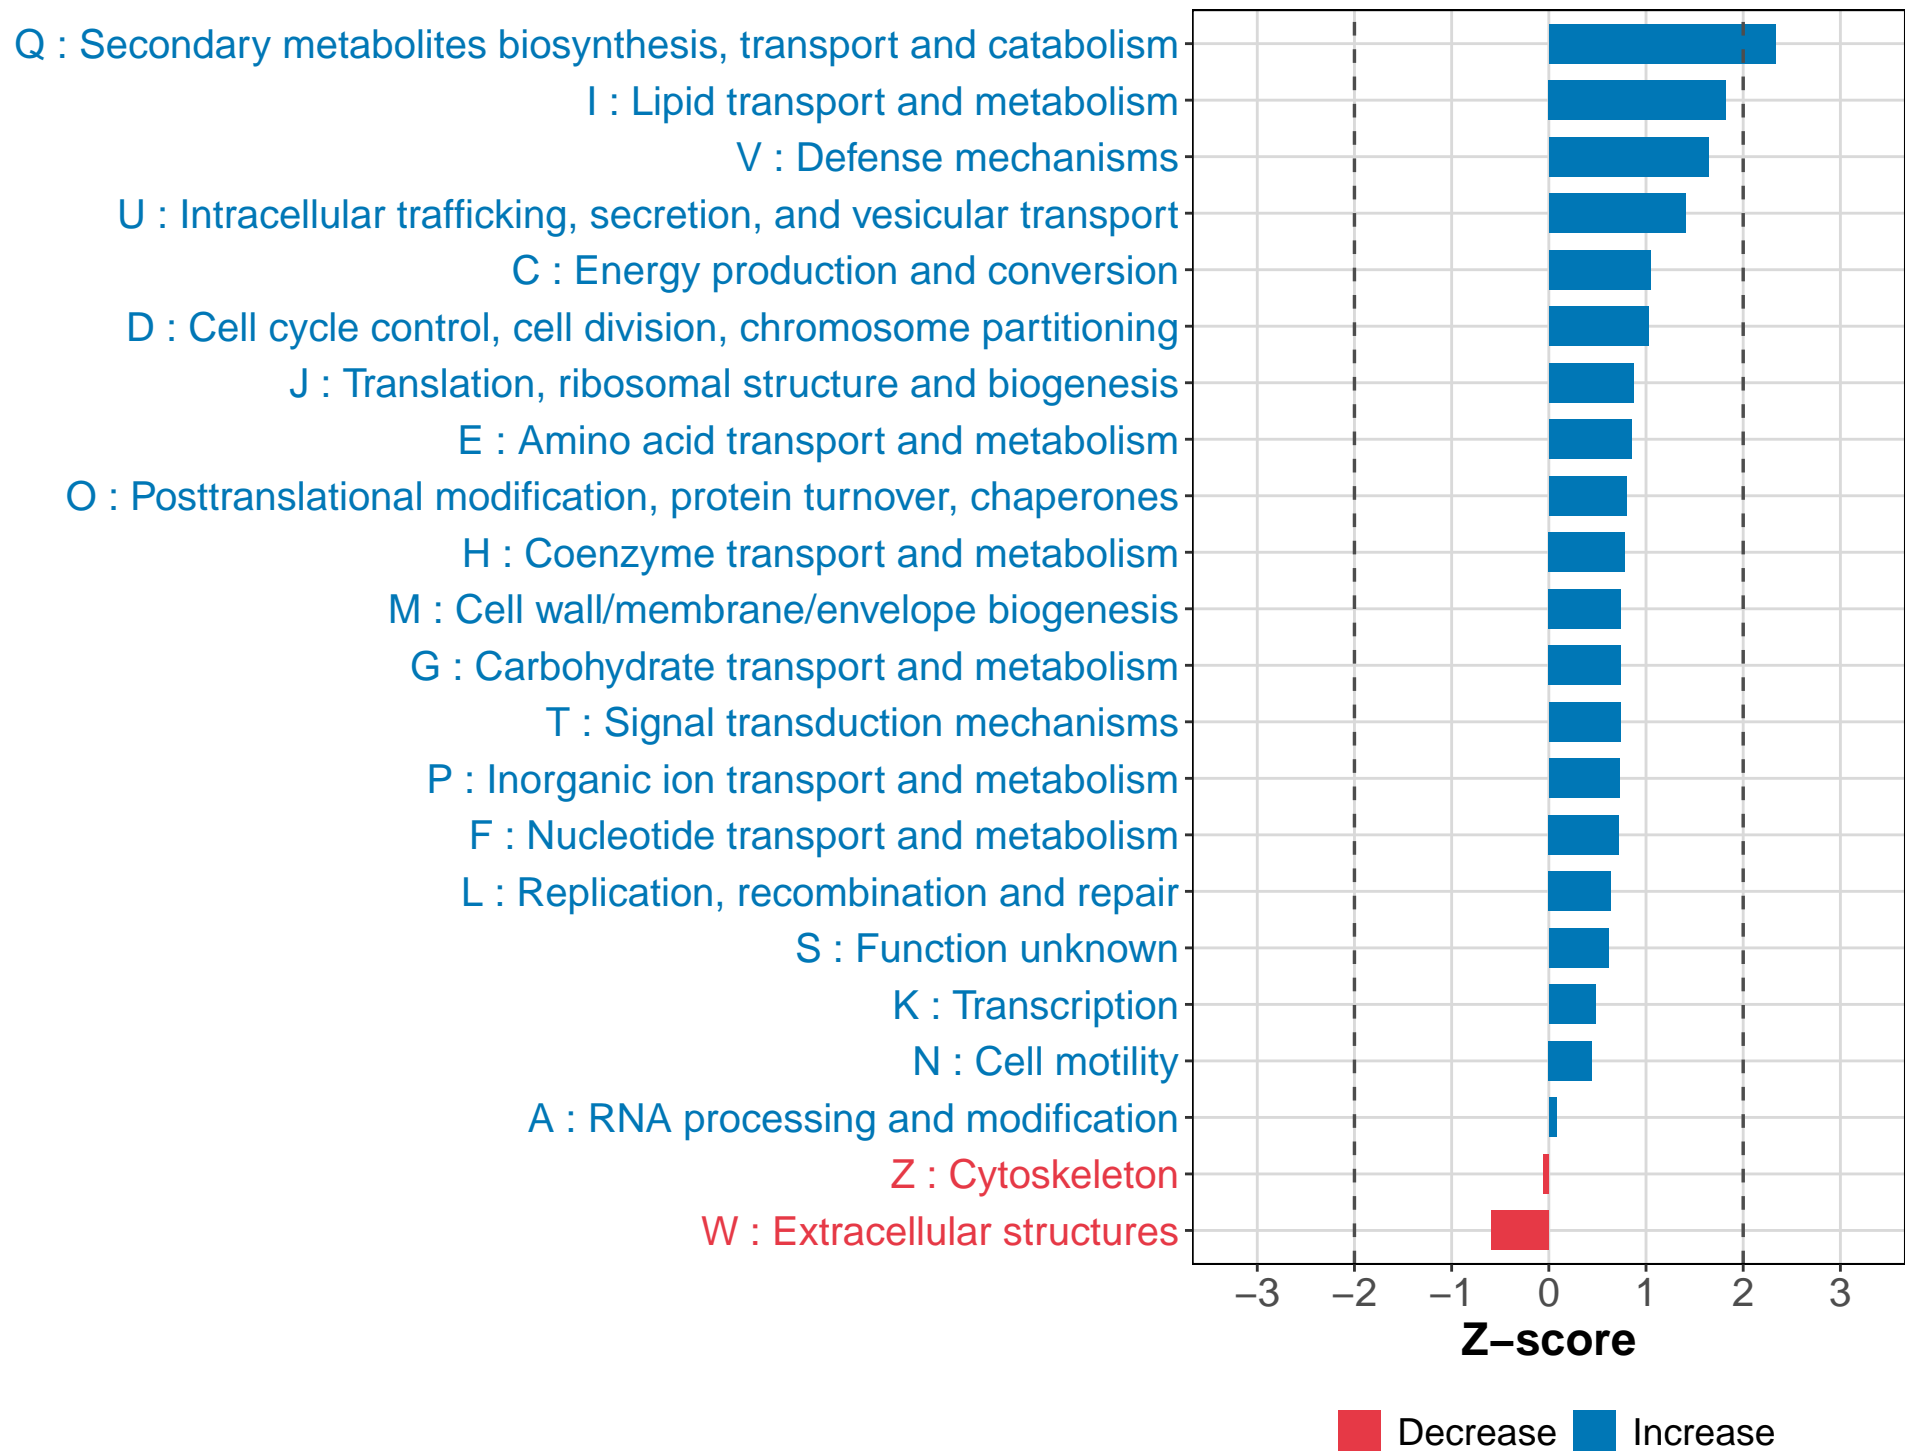 Q : Secondary metabolites biosynthesis, transport and catabolism
I : Lipid transport and metabolism
V : Defense mechanisms
U : Intracellular trafficking, secretion, and vesicular transport
C : Energy production and conversion
D : Cell cycle control, cell division, chromosome partitioning
J : Translation, ribosomal structure and biogenesis
E : Amino acid transport and metabolism
O : Posttranslational modification, protein turnover, chaperones
H : Coenzyme transport and metabolism
M : Cell wall/membrane/envelope biogenesis
G : Carbohydrate transport and metabolism
T : Signal transduction mechanisms
P : Inorganic ion transport and metabolism
F : Nucleotide transport and metabolism
L : Replication, recombination and repair
S : Function unknown
K : Transcription
N : Cell motility
A : RNA processing and modification
Z : Cytoskeleton
W : Extracellular structures
−3 −2 −1 0 1 2 3
Z−score
Decrease Increase